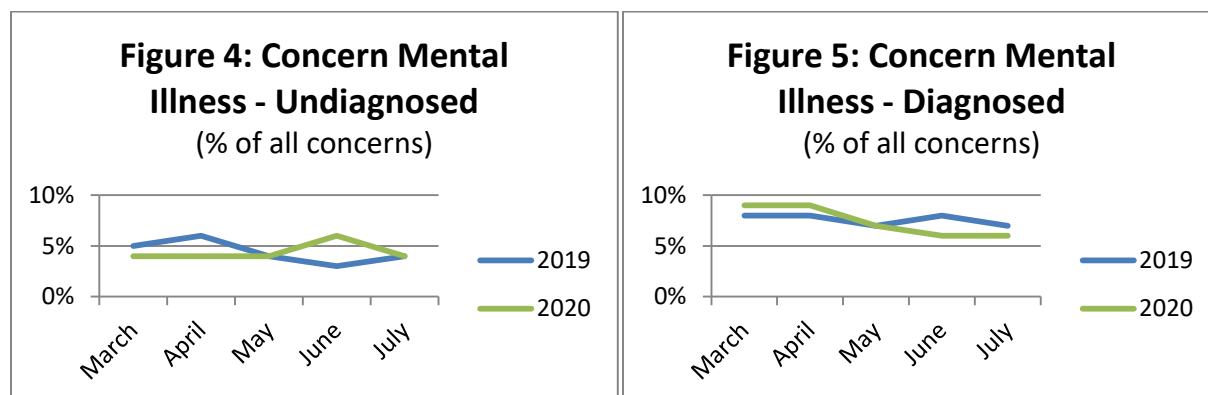 Figure 4: Concern Mental
Illness - Undiagnosed
(% of all concerns)
10%
5%
0%
March
April
May
June
July
2019
2020
Figure 5: Concern Mental
Illness - Diagnosed
(% of all concerns)
10%
5%
0%
March
April
May
June
July
2019
2020